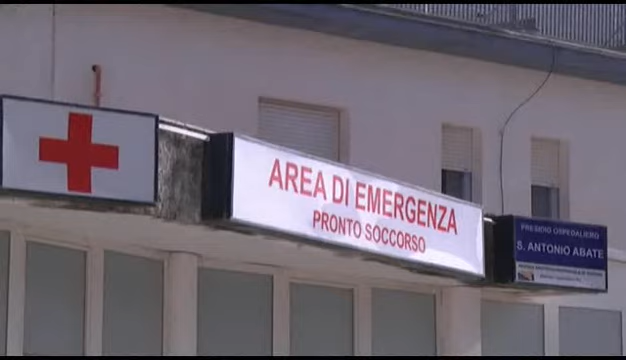 AREA DI EMERGENZA
PRONTO SOCCORSO
PRESIDIO OSPEDALIERO
S. ANTONIO ABATE